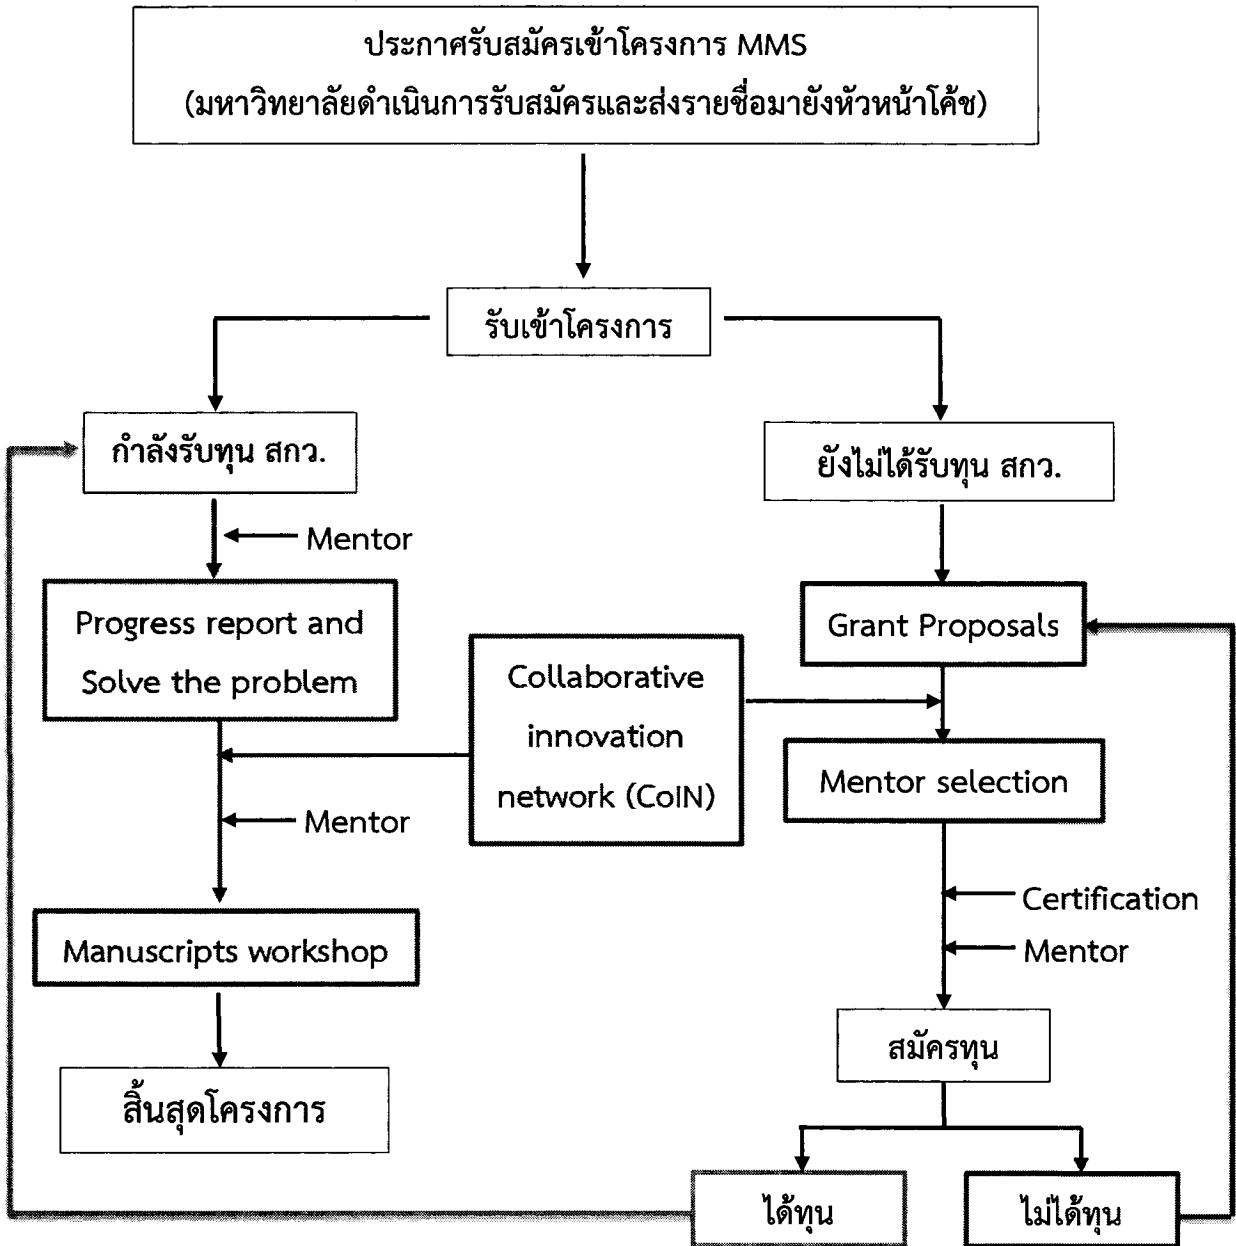 ประกาศรับสมัครเข้าโครงการ MMS
(มหาวิทยาลัยดำเนินการรับสมัครและส่งรายชื่อมายังหัวหน้าโค้ช)
รับเข้าโครงการ
กำลังรับทุน สกว.
ยังไม่ได้รับทุน สกว.
Mentor
Progress report and
Solve the problem
Grant Proposals
Collaborative
innovation
network (CoIN)
Mentor selection
Mentor
Certification
Mentor
Manuscripts workshop
สมัครทุน
สิ้นสุดโครงการ
ได้ทุน
ไม่ได้ทุน